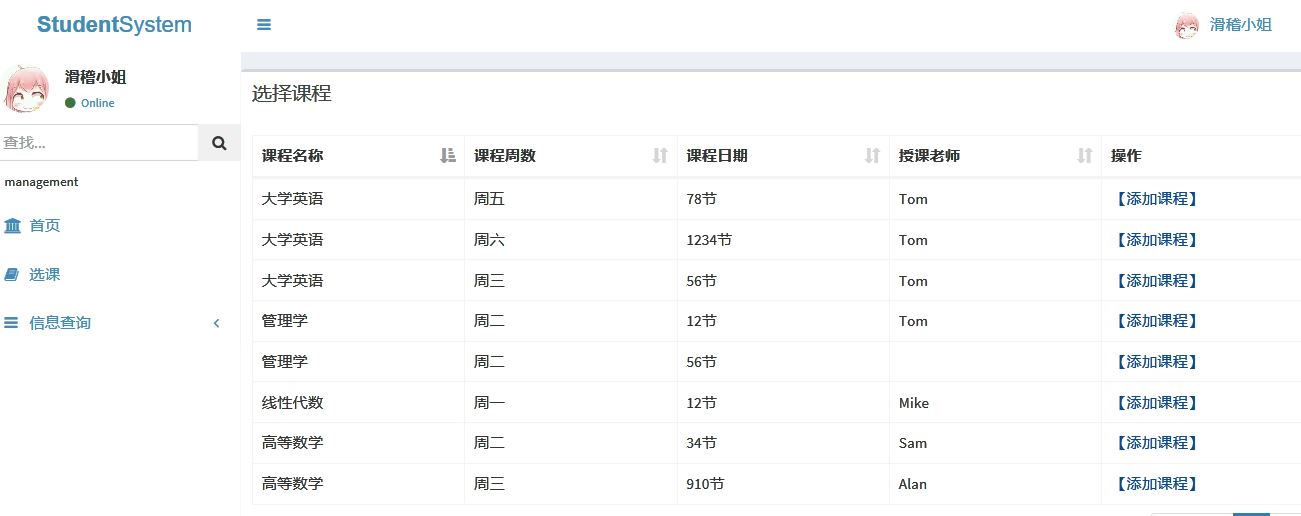 StudentSystem
滑稽小姐
滑稽小姐
Online
查找...
management
首页
选课
信息查询
选择课程
课程名称 课程周数 课程日期 授课老师 操作
大学英语 周五 78节 Tom 【添加课程】
大学英语 周六 1234节 Tom 【添加课程】
大学英语 周三 56节 Tom 【添加课程】
管理学 周二 12节 Tom 【添加课程】
管理学 周二 56节 【添加课程】
线性代数 周一 12节 Mike 【添加课程】
高等数学 周二 34节 Sam 【添加课程】
高等数学 周三 910节 Alan 【添加课程】